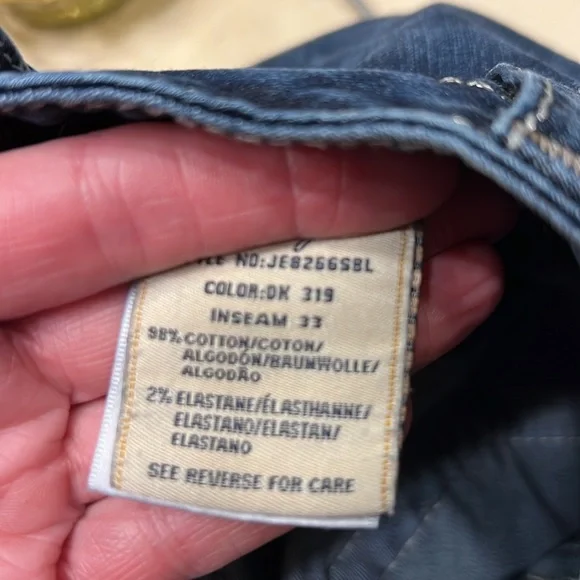 NO:JE8266SBL
COLOR:DK 319
INSEAM 33
98% COTTON/COTON/
ALGODÓN/BAUMWOLLE/
ALGODÃO
2% ELASTANE/ÉLASTHANNE/
ELASTANO/ELASTAN/
ELASTANO
SEE REVERSE FOR CARE